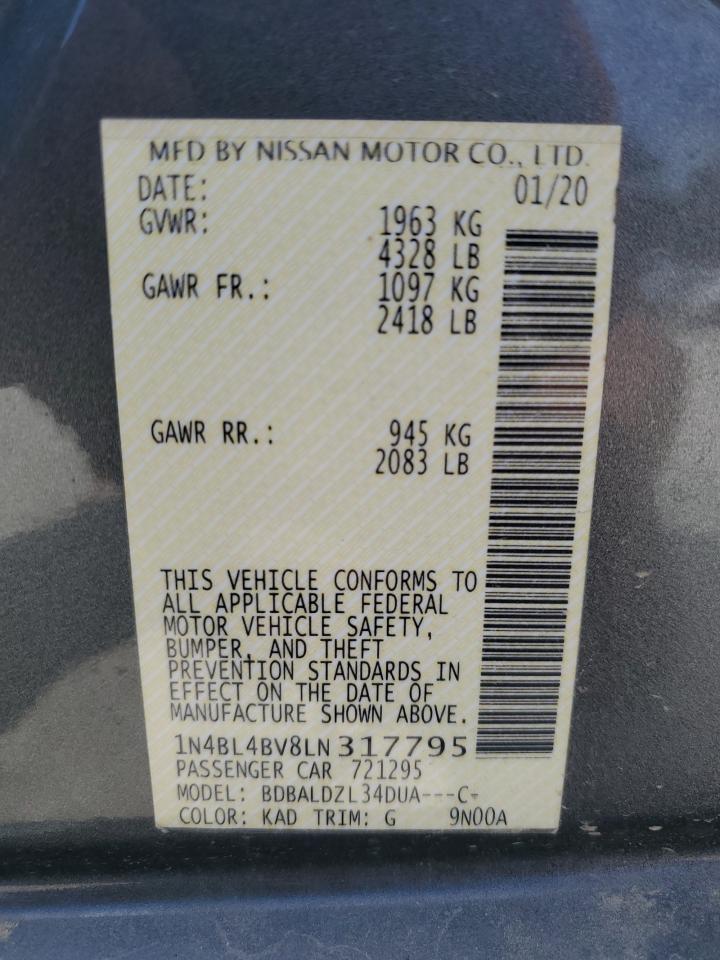 MFD BY NISSAN MOTOR CO., LTD.
DATE: 01/20
GVWR: 1963 KG
4328 LB
GAWR FR.: 1097 KG
2418 LB
GAWR RR.: 945 KG
2083 LB
THIS VEHICLE CONFORMS TO
ALL APPLICABLE FEDERAL
MOTOR VEHICLE SAFETY,
BUMPER, AND THEFT
PREVENTION STANDARDS IN
EFFECT ON THE DATE OF
MANUFACTURE SHOWN ABOVE.
1N4BL4BV8LN317795
PASSENGER CAR 721295
MODEL: BDBALDZL34DUA---C-
COLOR: KAD TRIM: G 9N00A